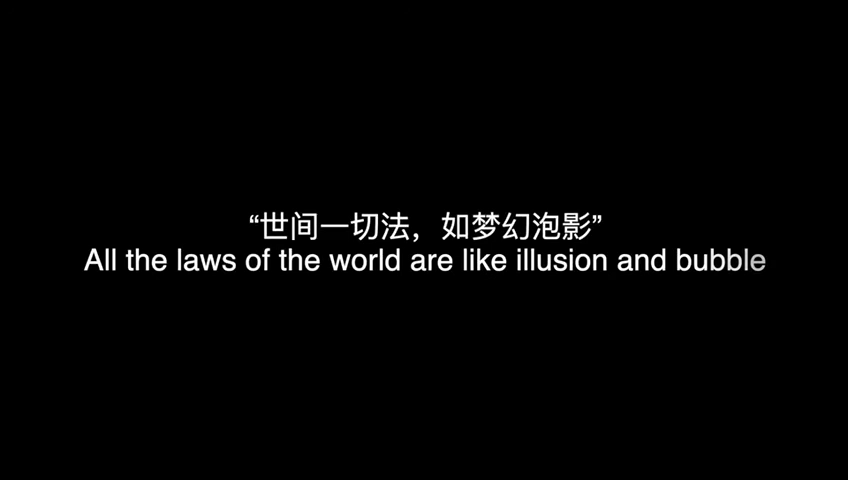 “世间一切法，如梦幻泡影”
All the laws of the world are like illusion and bubble